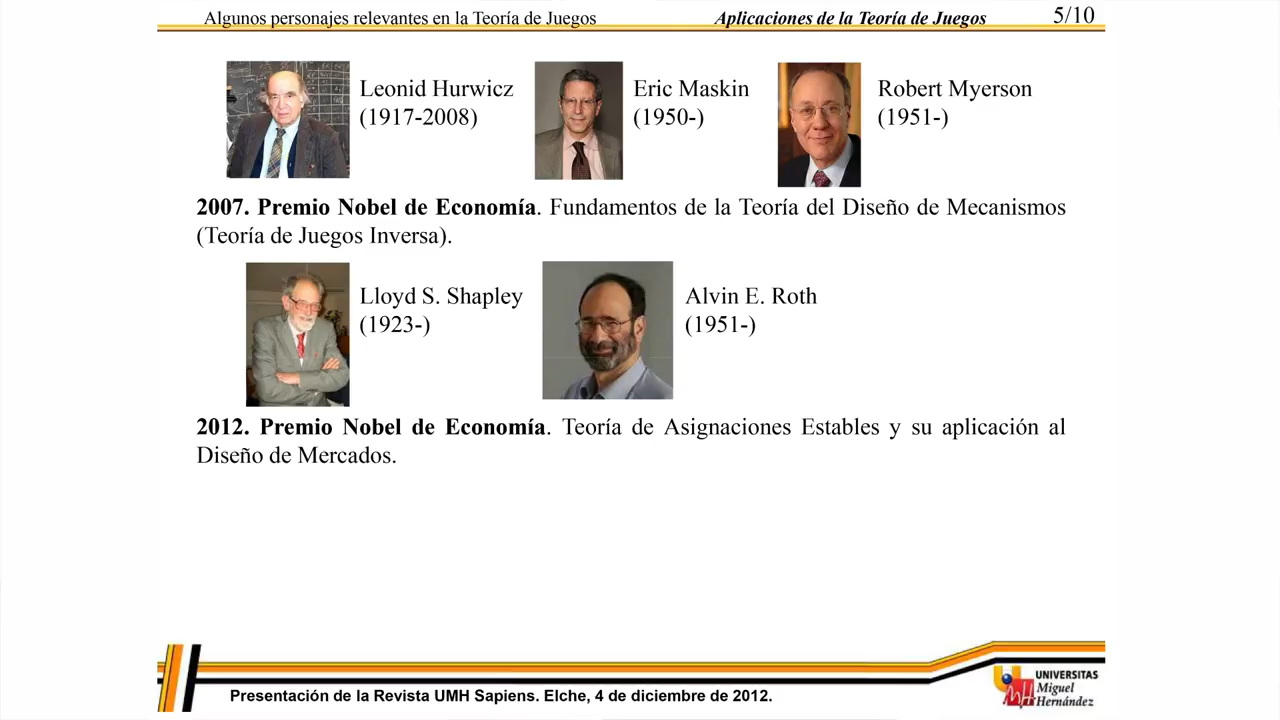 Algunos personajes relevantes en la Teoría de Juegos
Aplicaciones de la Teoría de Juegos
5/10
Leonid Hurwicz
(1917-2008)
Eric Maskin
(1950-)
Robert Myerson
(1951-)
2007. Premio Nobel de Economía. Fundamentos de la Teoría del Diseño de Mecanismos
(Teoría de Juegos Inversa).
Lloyd S. Shapley
(1923-)
Alvin E. Roth
(1951-)
2012. Premio Nobel de Economía. Teoría de Asignaciones Estables y su aplicación al
Diseño de Mercados.
Presentación de la Revista UMH Sapiens. Elche, 4 de diciembre de 2012.
UNIVERSITAS
Miguel
Hernández